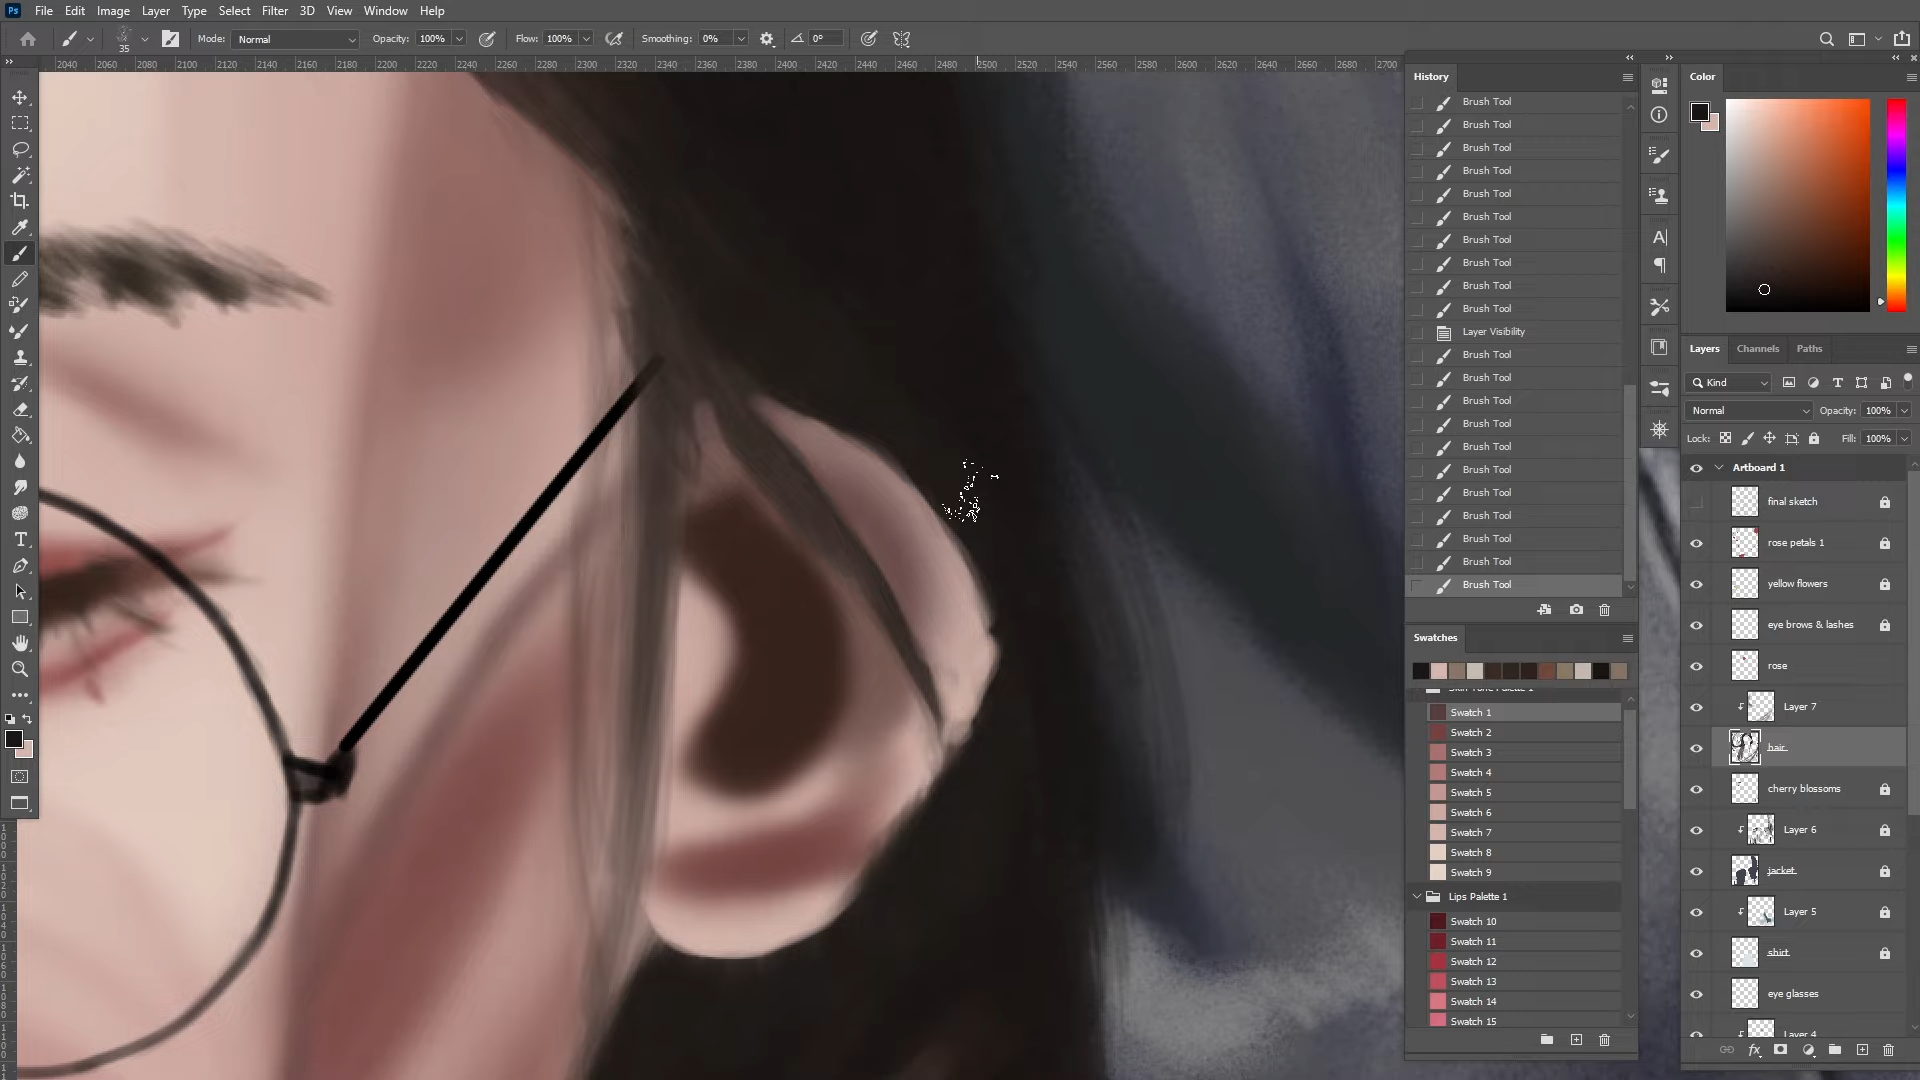 Ps File Edit Image Layer Type Select Filter 3D View Window Help
35 Mode: Normal Opacity: 100% Flow: 100% Smoothing: 0% 0°
2040 2060 2080 2100 2120 2140 2160 2180 2200 2220 2240 2260 2280 2300 2320 2340 2360 2380 2400 2420 2440 2460 2480 2500 2520 2540 2560 2580 2600 2620 2640 2660 2680 2700
History
Brush Tool
Brush Tool
Brush Tool
Brush Tool
Brush Tool
Brush Tool
Brush Tool
Brush Tool
Brush Tool
Brush Tool
Layer Visibility
Brush Tool
Brush Tool
Brush Tool
Brush Tool
Brush Tool
Brush Tool
Brush Tool
Brush Tool
Brush Tool
Brush Tool
Brush Tool
Swatches
Skin Tone Palette 1
Swatch 1
Swatch 2
Swatch 3
Swatch 4
Swatch 5
Swatch 6
Swatch 7
Swatch 8
Swatch 9
Lips Palette 1
Swatch 10
Swatch 11
Swatch 12
Swatch 13
Swatch 14
Swatch 15
Color
Layers Channels Paths
Kind
Normal Opacity: 100%
Lock: Fill: 100%
Artboard 1
final sketch
rose petals 1
yellow flowers
eye brows & lashes
rose
Layer 7
hair
cherry blossoms
Layer 6
jacket
Layer 5
shirt
eye glasses
Layer 4